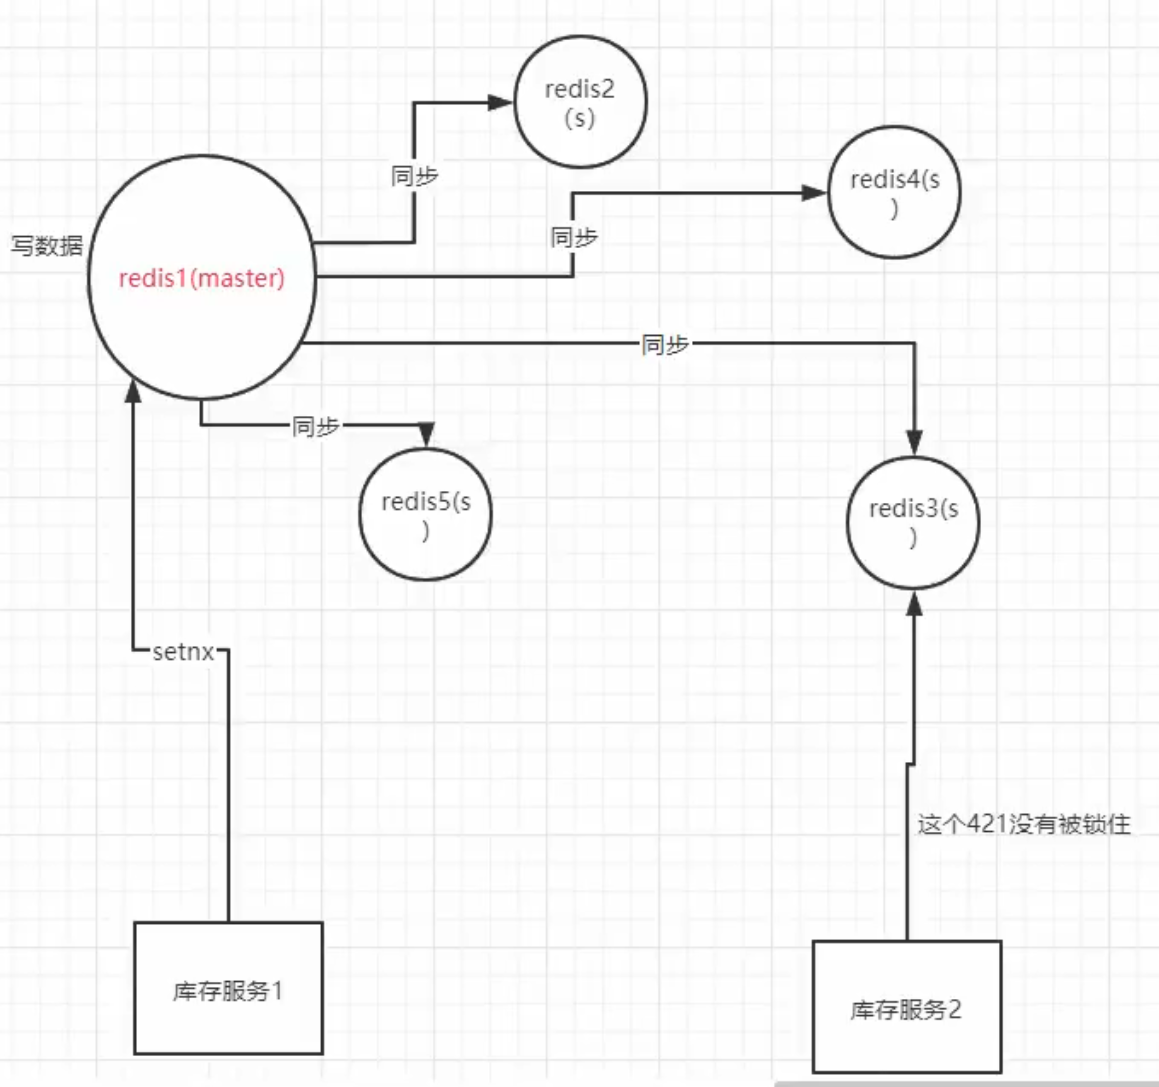 redis2
（s）
同步
redis4(s
)
同步
写数据
redis1(master)
同步
同步
redis5(s
)
redis3(s
)
setnx
这个421没有被锁住
库存服务1
库存服务2